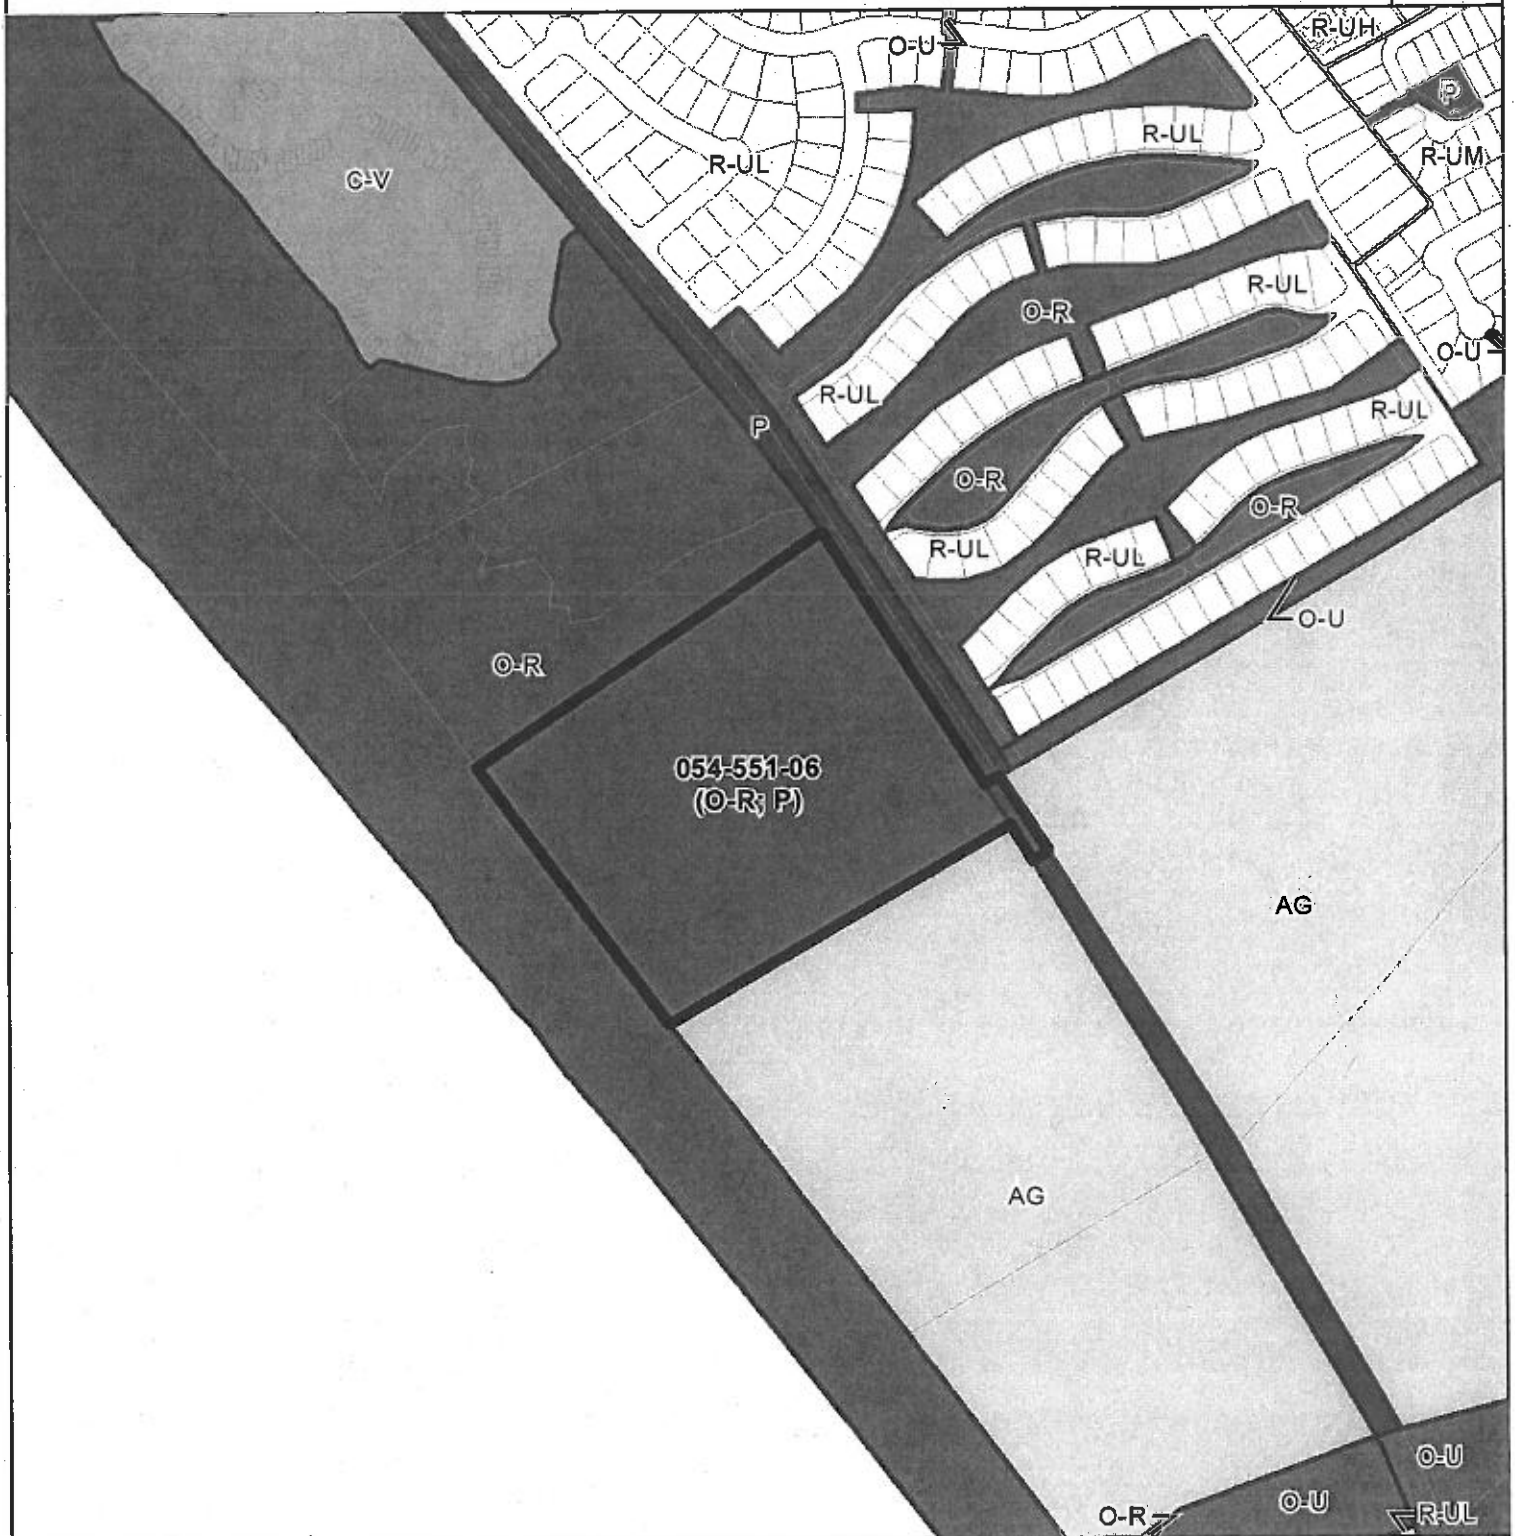 R-UH
O-U
P
R-UL
R-UM
R-UL
C-V
R-UL
O-R
O-U
R-UL
R-UL
P
O-R
O-R
R-UL
R-UL
O-U
O-R
054-551-06
(O-R; P)
AG
AG
O-U
O-U
O-R
R-UL